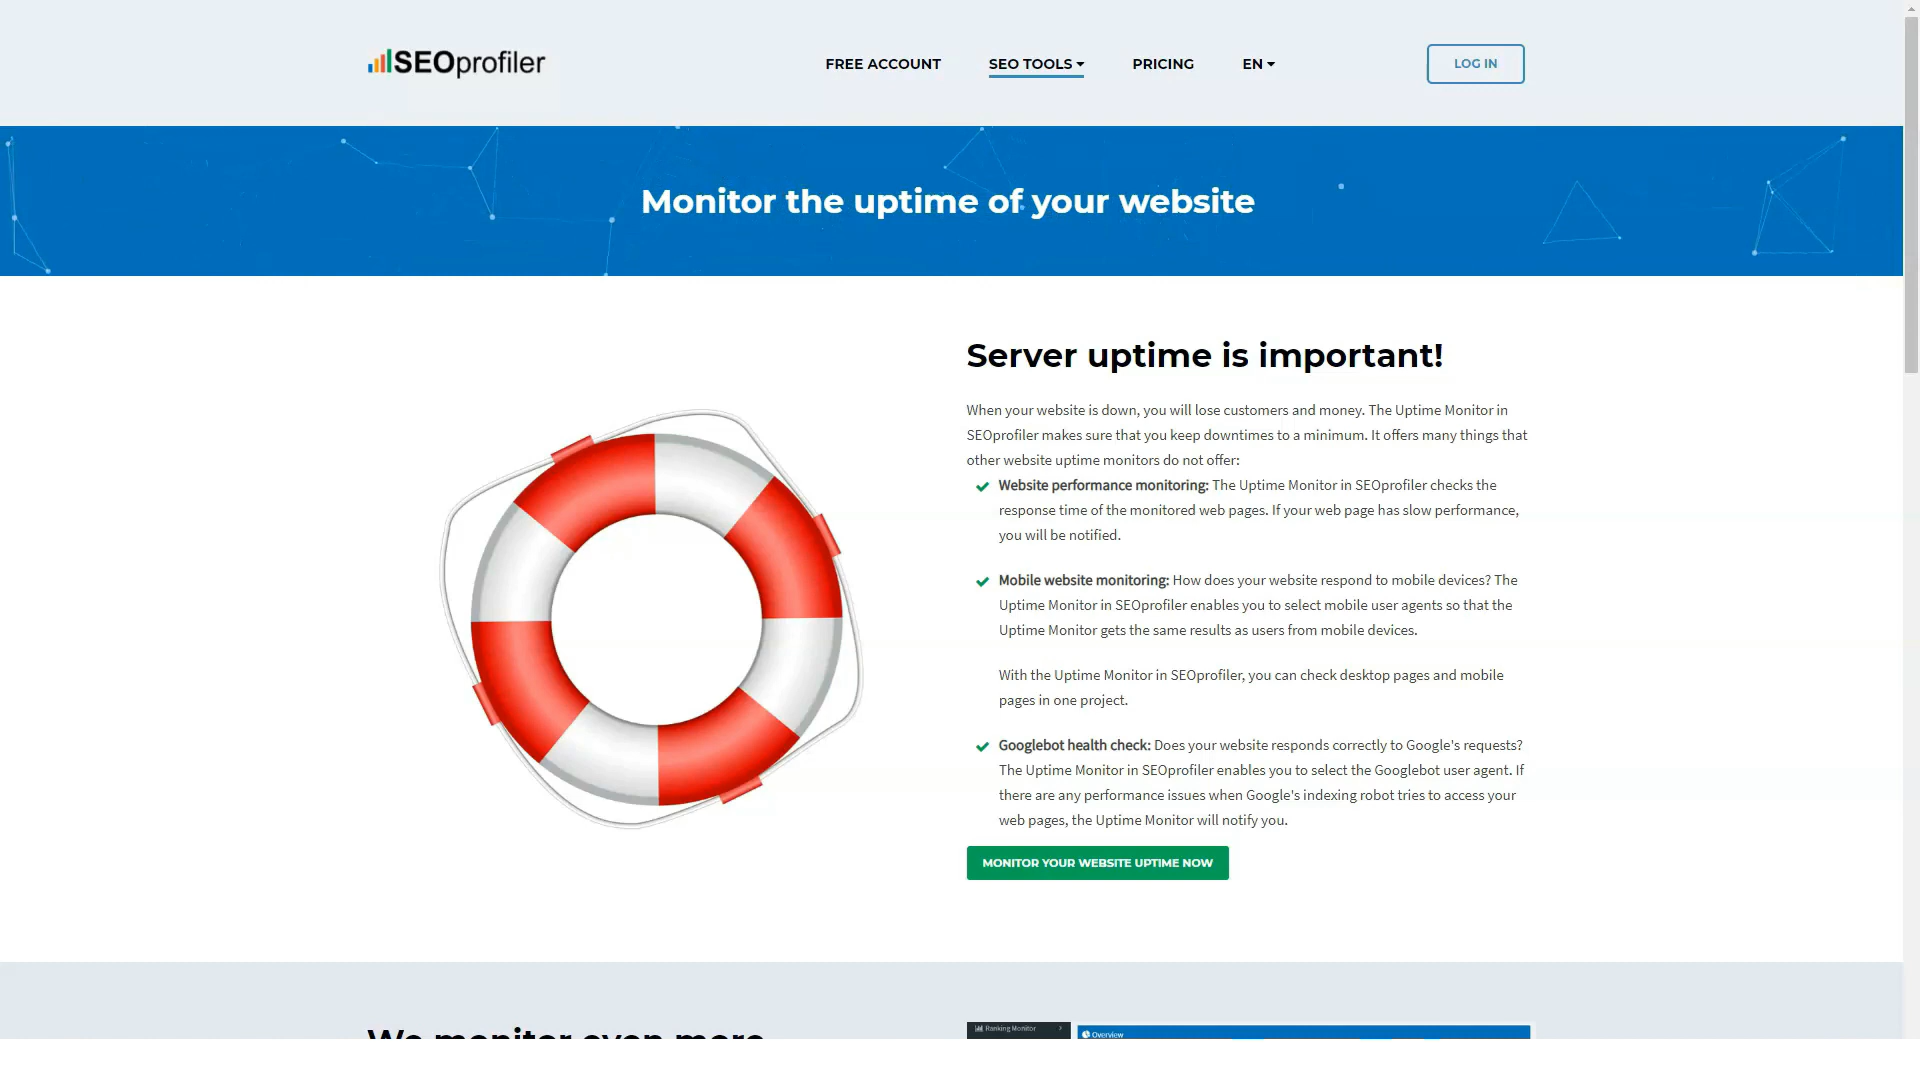 SEOprofiler
FREE ACCOUNT
SEO TOOLS
PRICING
EN
LOG IN
Monitor the uptime of your website
Server uptime is important!
When your website is down, you will lose customers and money. The Uptime Monitor in
SEOprofiler makes sure that you keep downtimes to a minimum. It offers many things that
other website uptime monitors do not offer:
Website performance monitoring: The Uptime Monitor in SEOprofiler checks the
response time of the monitored web pages. If your web page has slow performance,
you will be notified.
Mobile website monitoring: How does your website respond to mobile devices? The
Uptime Monitor in SEOprofiler enables you to select mobile user agents so that the
Uptime Monitor gets the same results as users from mobile devices.
With the Uptime Monitor in SEOprofiler, you can check desktop pages and mobile
pages in one project.
Googlebot health check: Does your website responds correctly to Google's requests?
The Uptime Monitor in SEOprofiler enables you to select the Googlebot user agent. If
there are any performance issues when Google's indexing robot tries to access your
web pages, the Uptime Monitor will notify you.
MONITOR YOUR WEBSITE UPTIME NOW
We monitor even more
Ranking Monitor
Overview